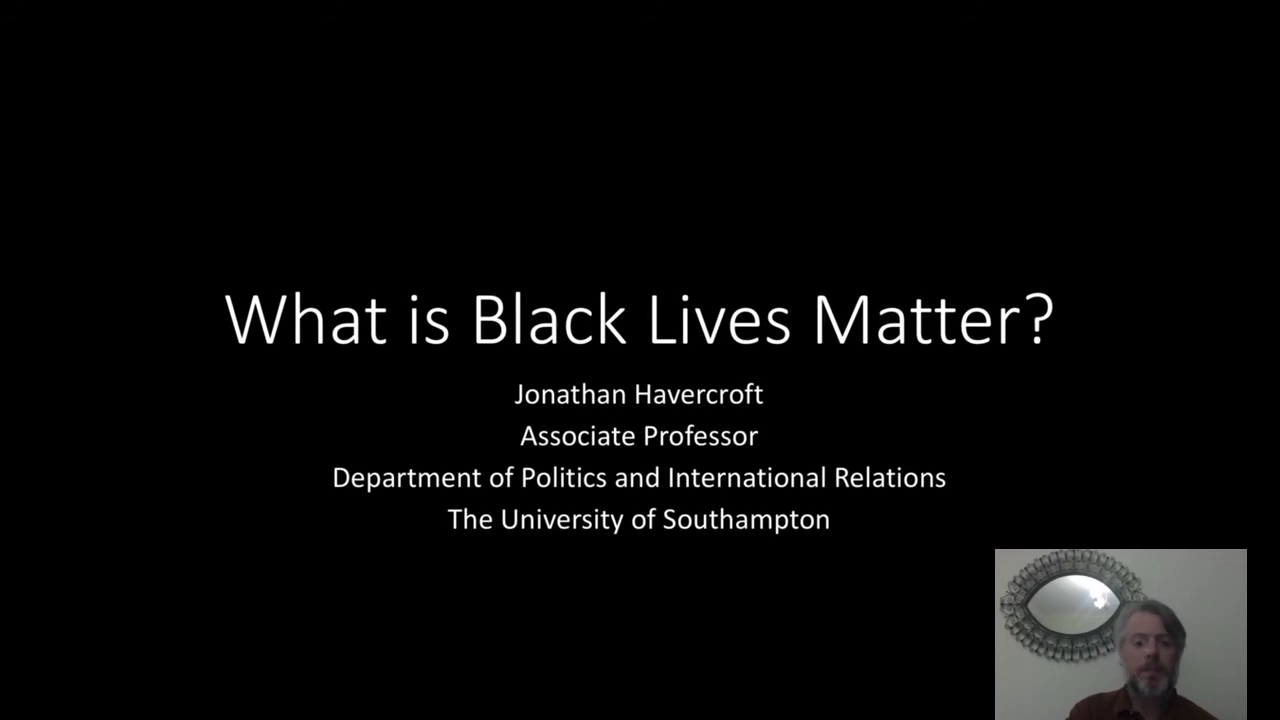 What is Black Lives Matter?
Jonathan Havercroft
Associate Professor
Department of Politics and International Relations
The University of Southampton